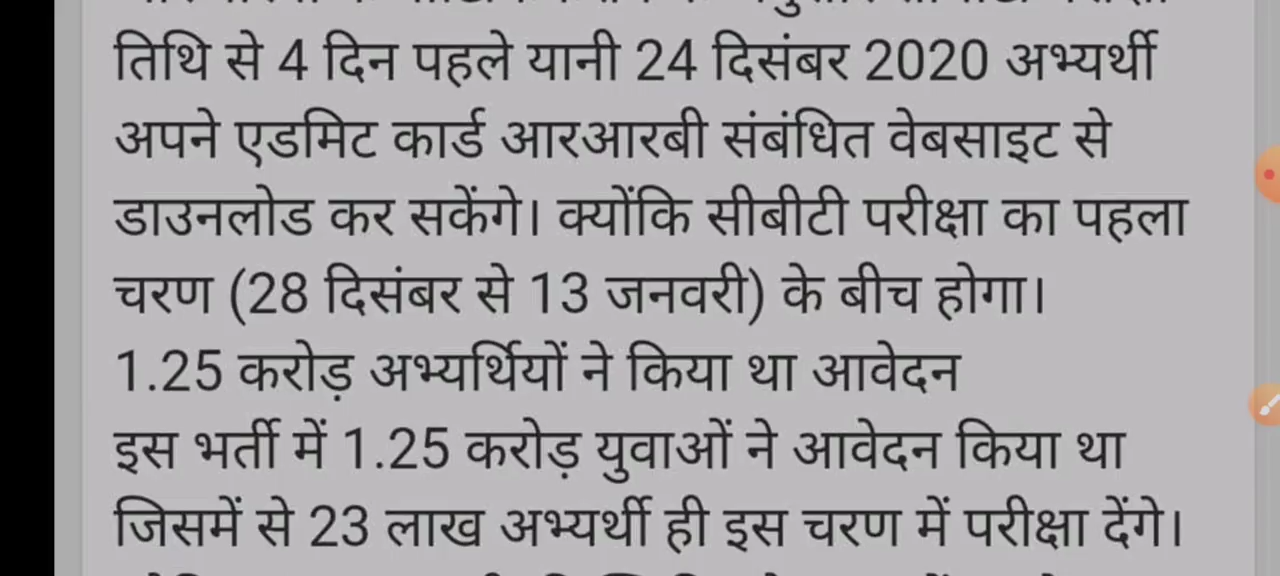 तिथि से 4 दिन पहले यानी 24 दिसंबर 2020 अभ्यर्थी
अपने एडमिट कार्ड आरआरबी संबंधित वेबसाइट से
डाउनलोड कर सकेंगे। क्योंकि सीबीटी परीक्षा का पहला
चरण (28 दिसंबर से 13 जनवरी) के बीच होगा।
1.25 करोड़ अभ्यर्थियों ने किया था आवेदन
इस भर्ती में 1.25 करोड़ युवाओं ने आवेदन किया था
जिसमें से 23 लाख अभ्यर्थी ही इस चरण में परीक्षा देंगे।